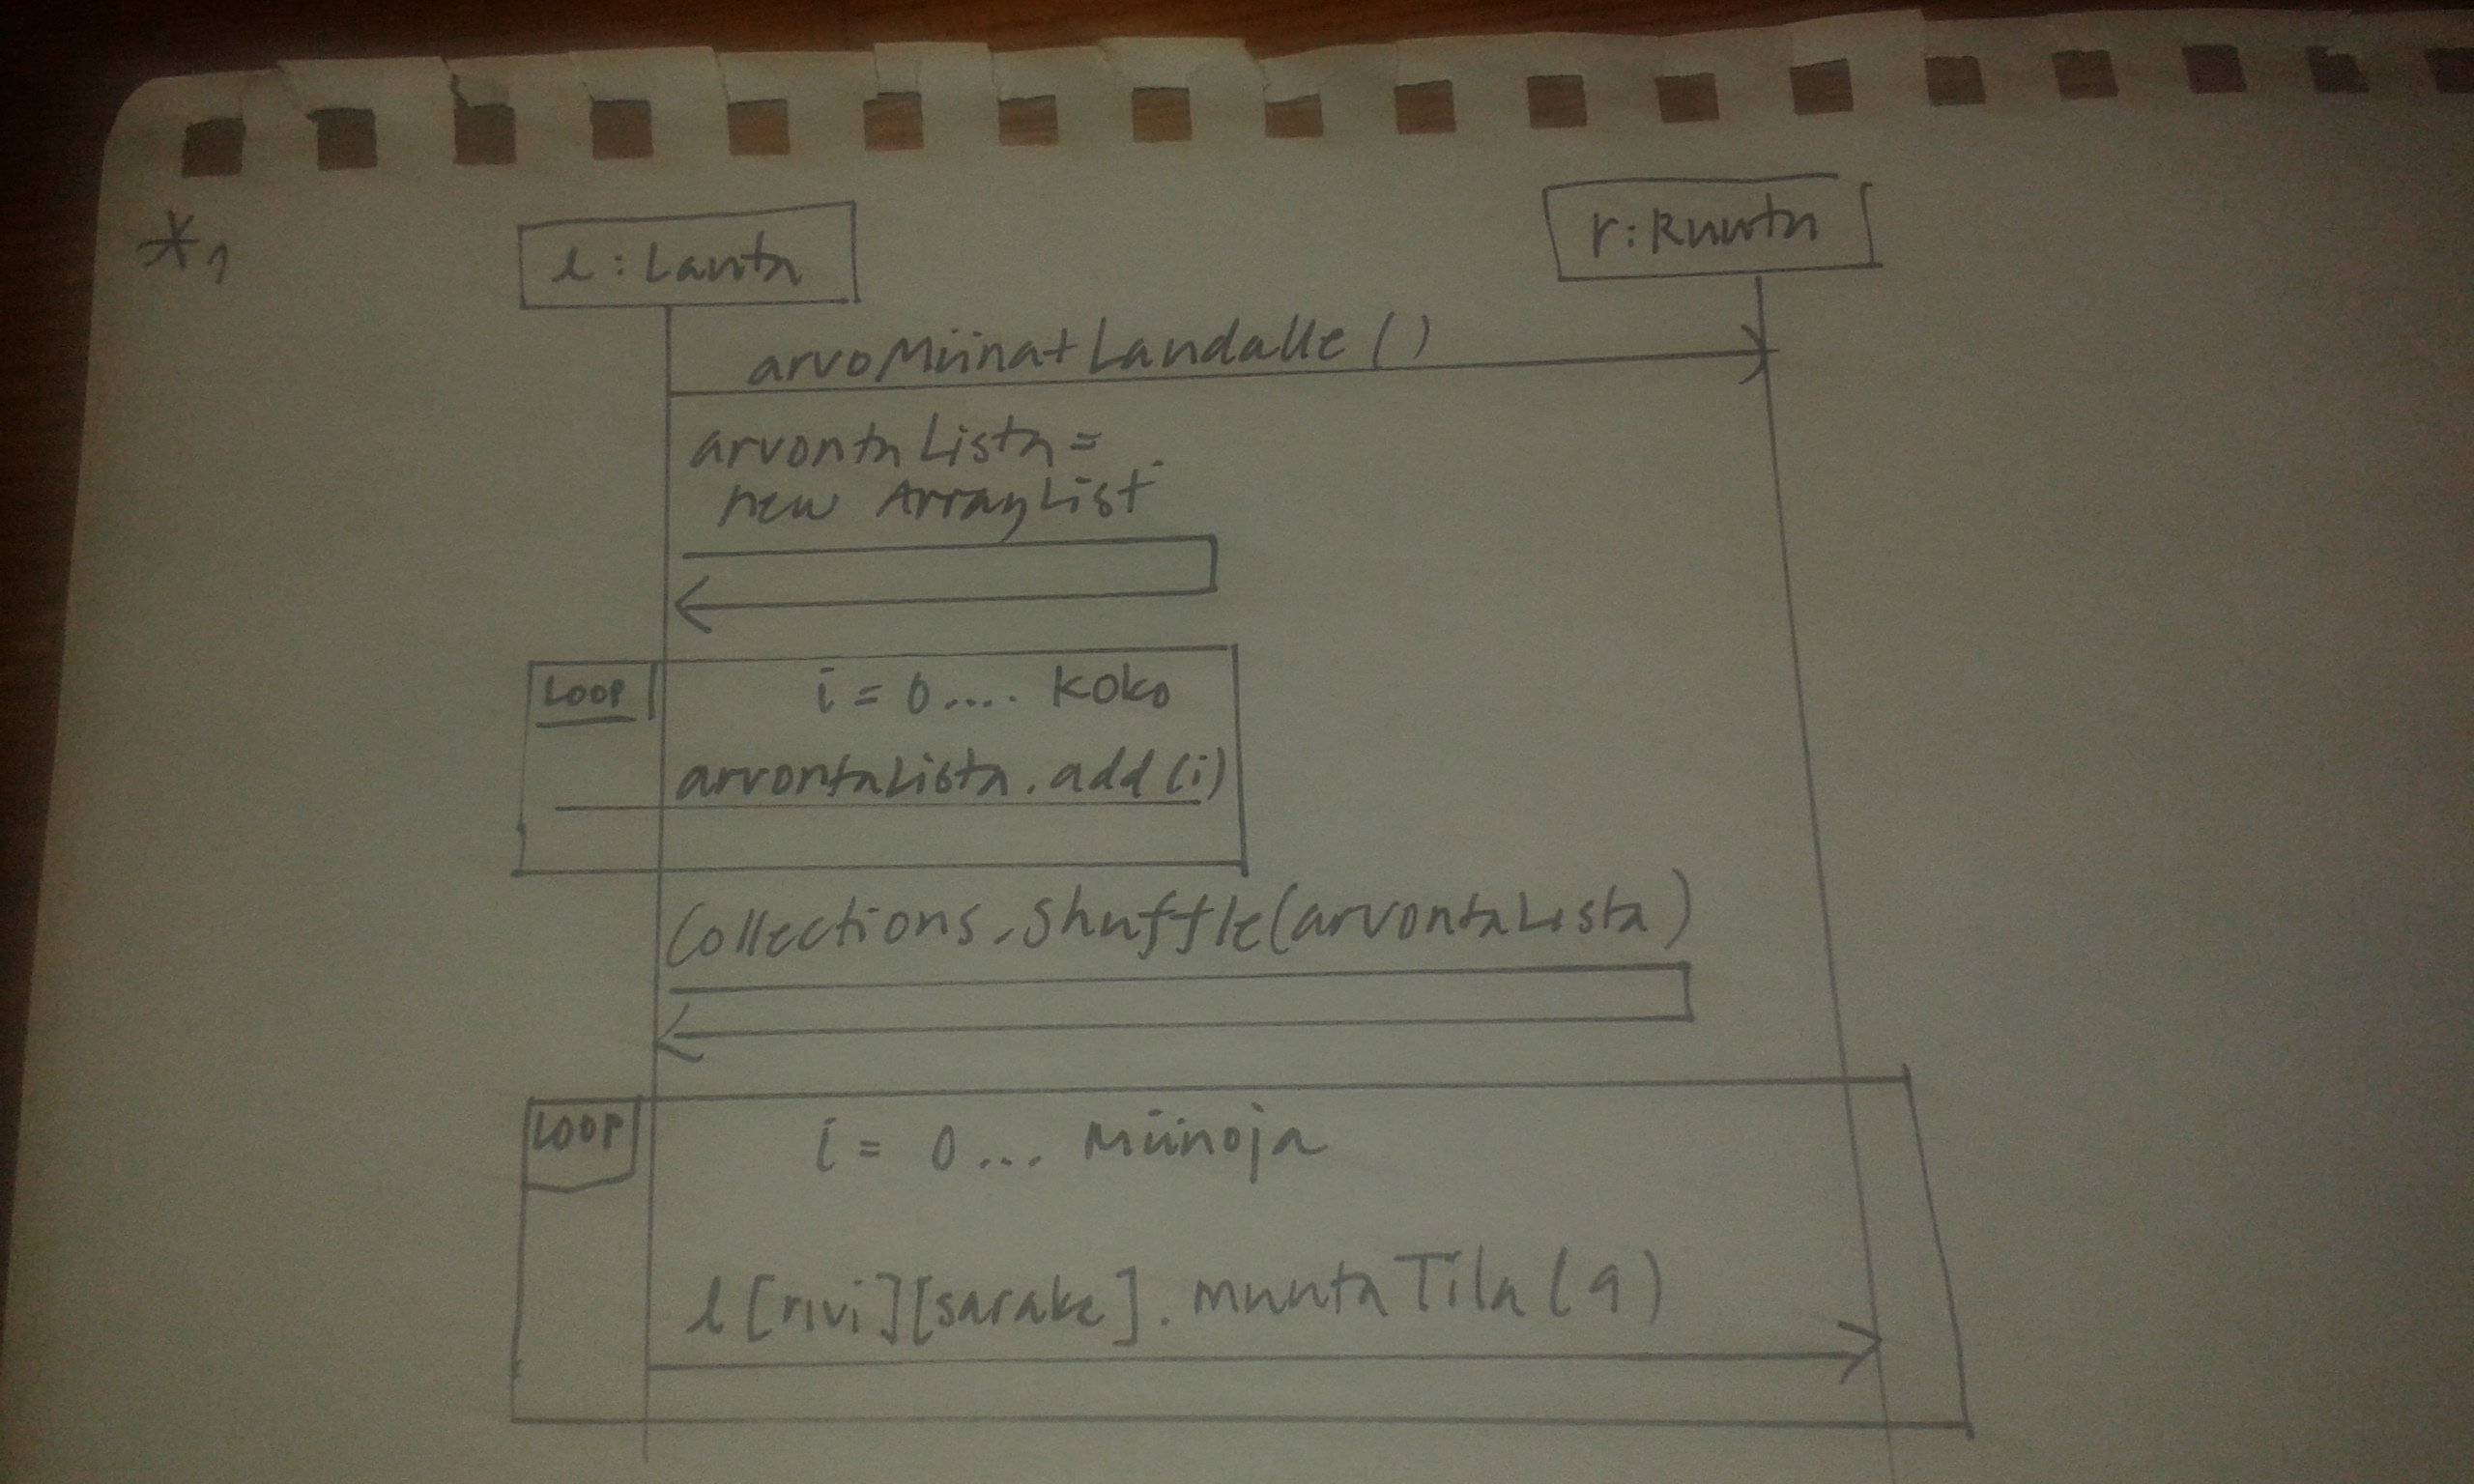 *1
l:Lauta
r:Ruutu
arvoMiinatLaudalle()
arvontaLista =
new ArrayList
LOOP
i = 0.... koko
arvontaLista.add(i)
Collections.shuffle(arvontaLista)
LOOP
i = 0... miinoja
l[rivi][sarake].muutaTila(9)